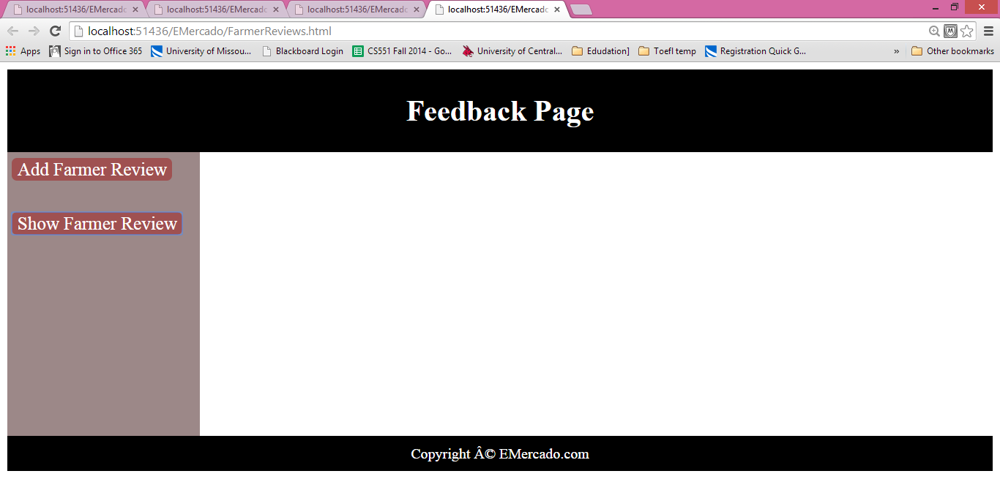 localhost:51436/EMercado localhost:51436/EMercado localhost:51436/EMercado localhost:51436/EMercado
localhost:51436/EMercado/FarmerReviews.html
Apps Sign in to Office 365 University of Missou... Blackboard Login CS551 Fall 2014 - Go... University of Central... Edudation] Toefl temp Registration Quick G... » Other bookmarks
Feedback Page
Add Farmer Review
Show Farmer Review
Copyright Â© EMercado.com